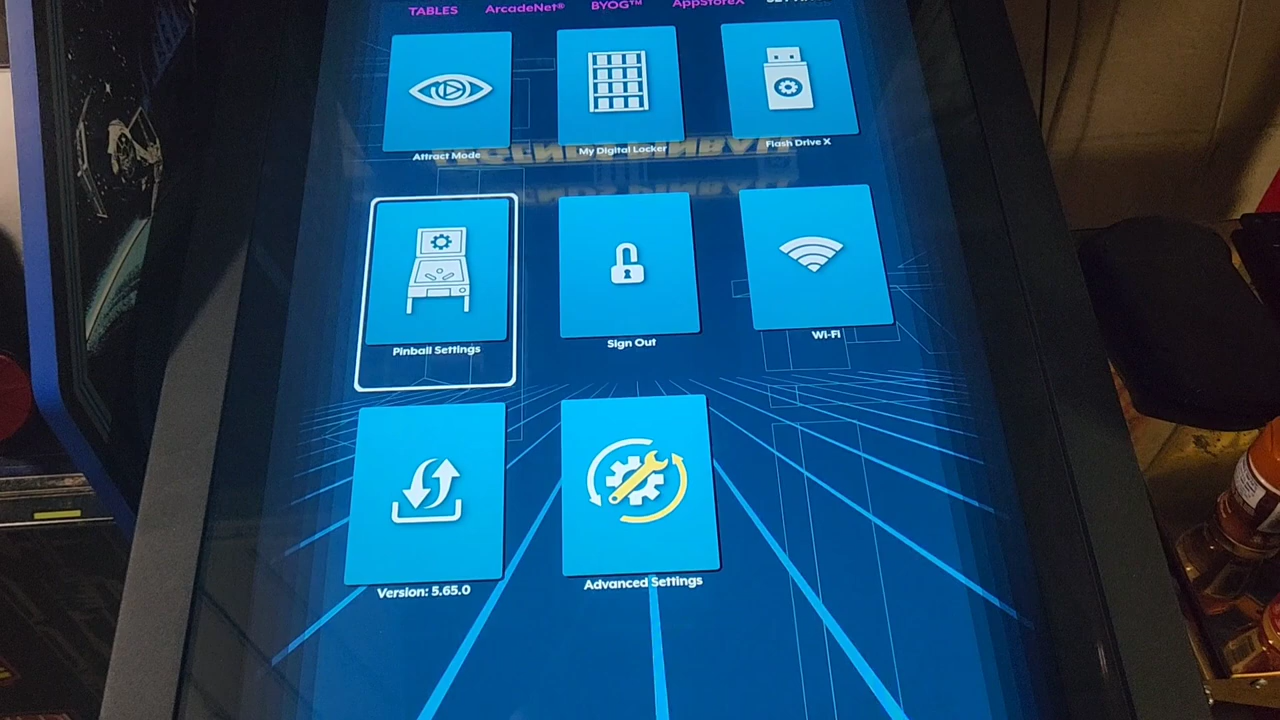 TABLES ArcadeNet® BYOG™ AppStoreX
Attract Mode My Digital Locker Flash Drive X
Pinball Settings Sign Out Wi-Fi
Version: 5.65.0 Advanced Settings